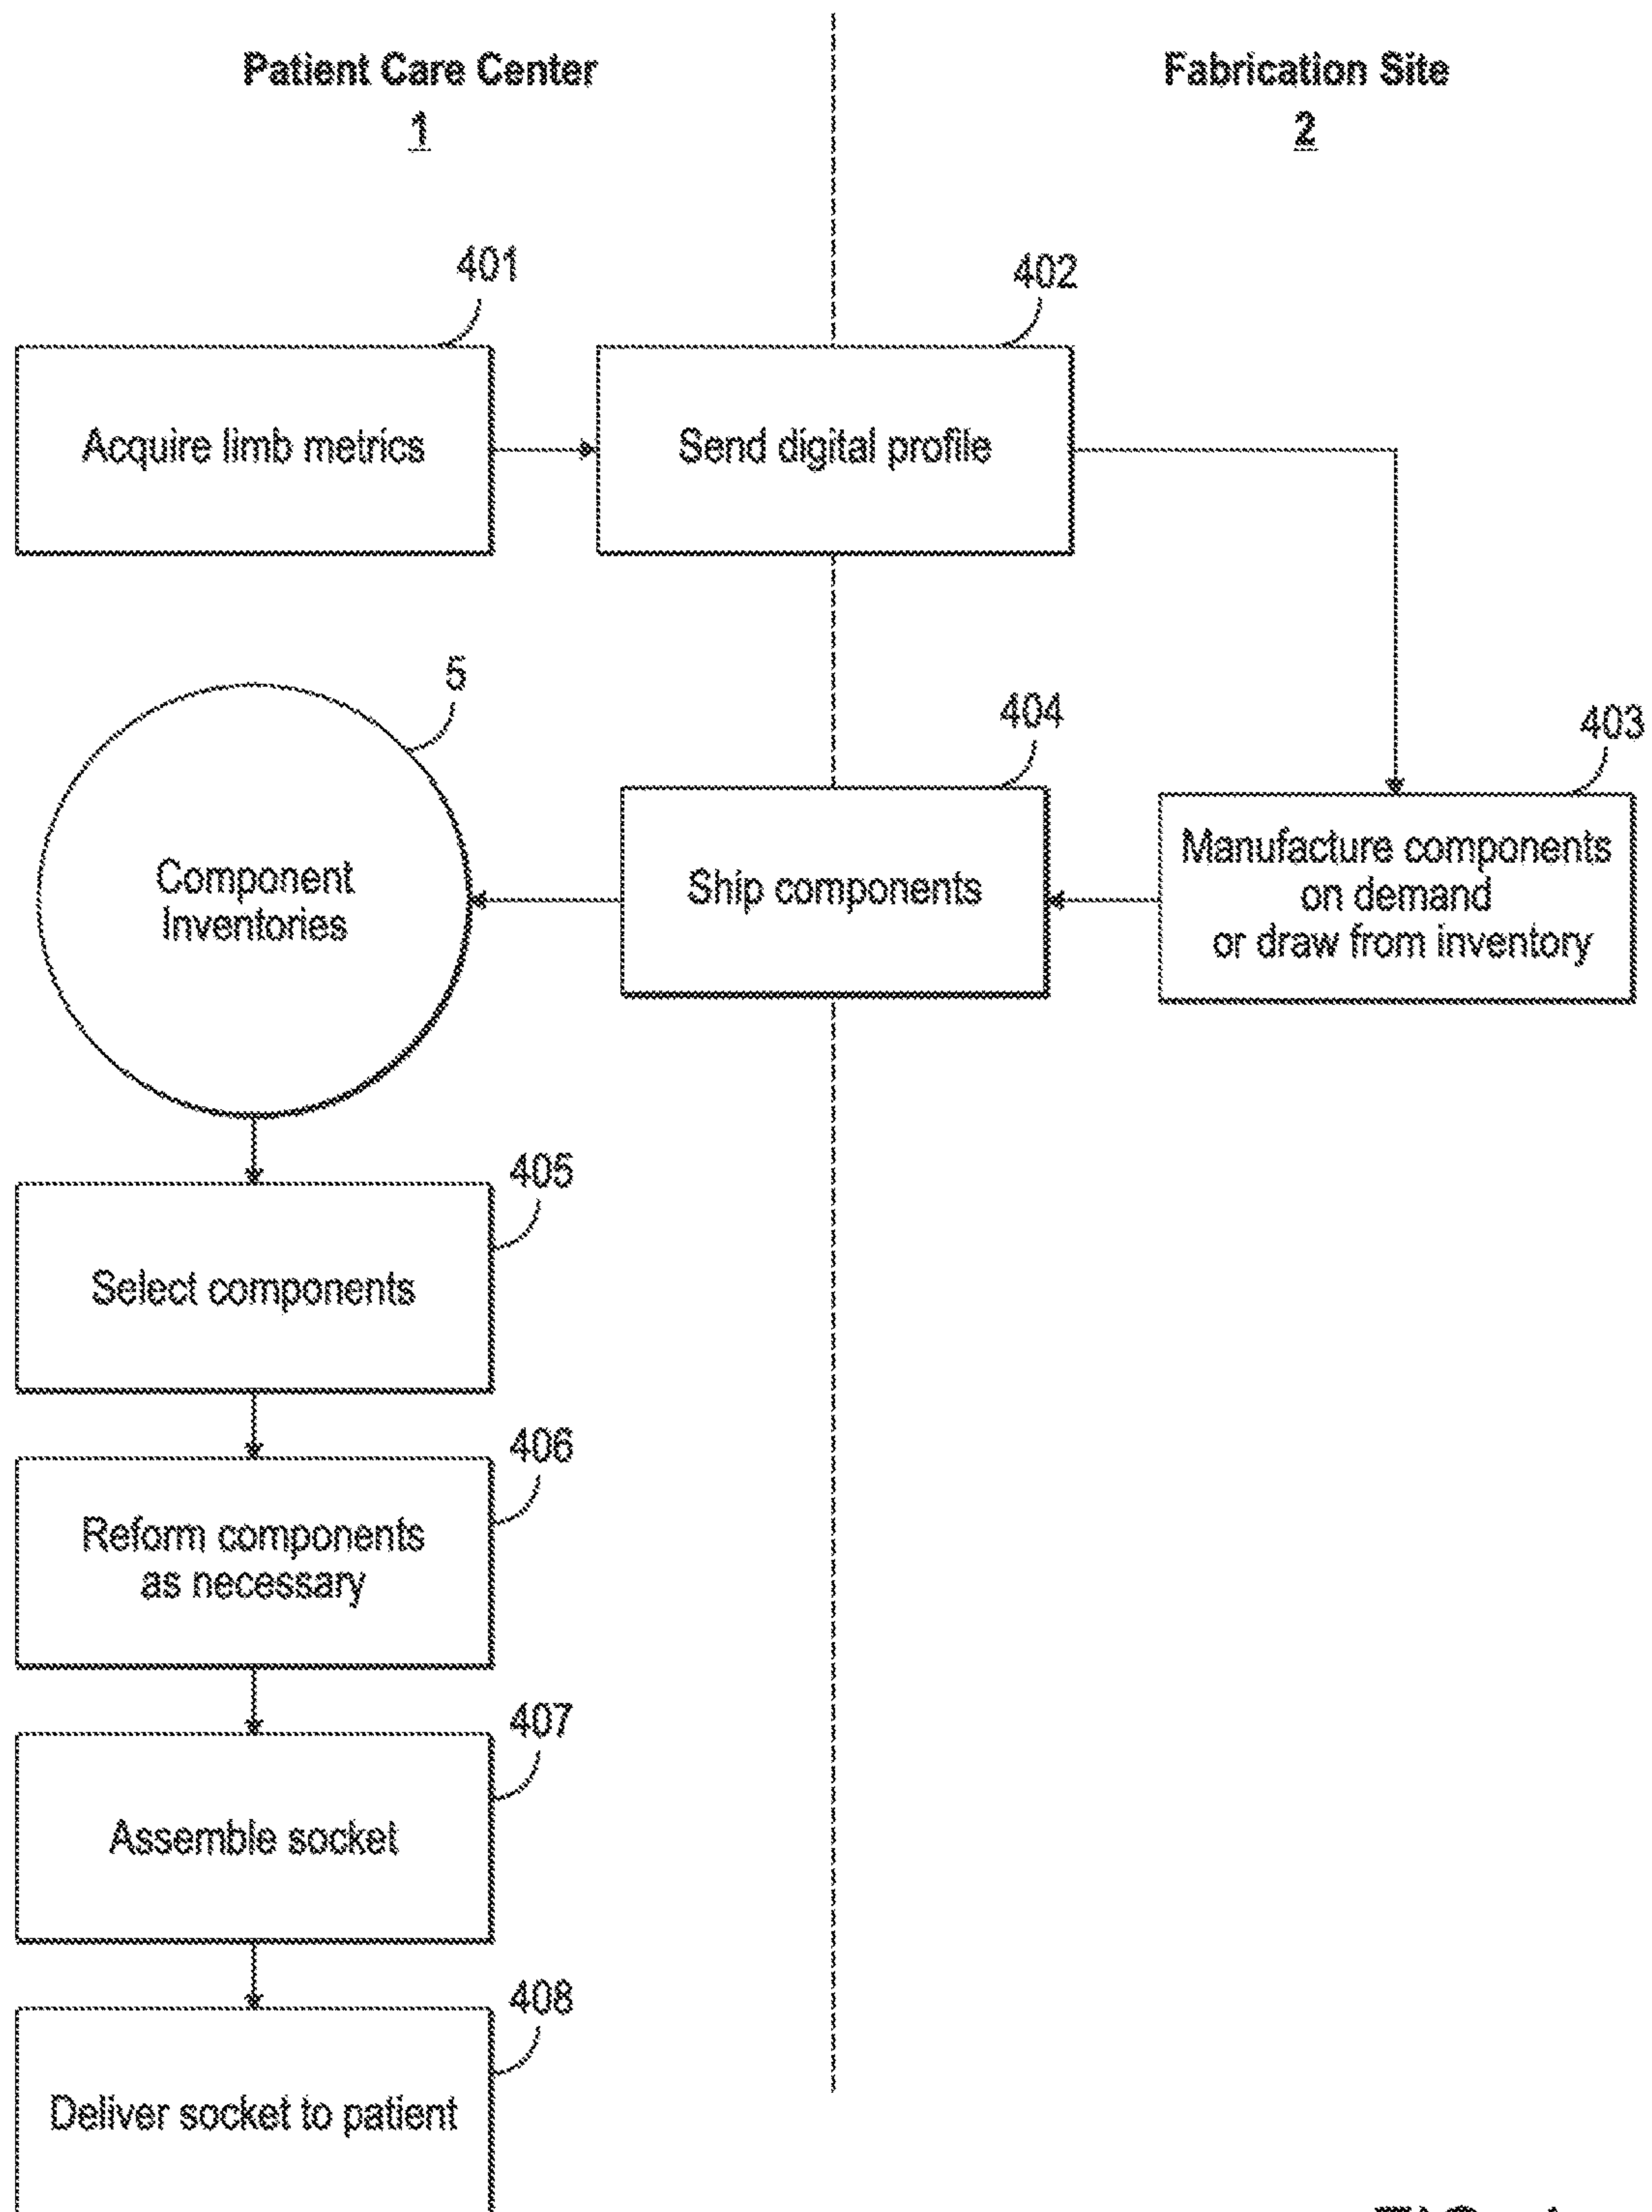 Patient Care Center
1
Fabrication Site
2
401
402
Acquire limb metrics
Send digital profile
5
404
403
Component
Inventories
Ship components
Manufacture components
on demand
or draw from inventory
405
Select components
406
Reform components
as necessary
407
Assemble socket
408
Deliver socket to patient